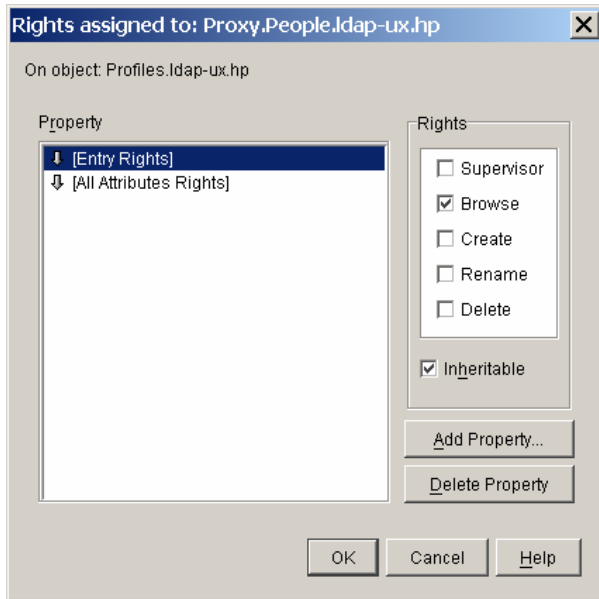 Rights assigned to: Proxy.People.ldap-ux.hp
On object: Profiles.ldap-ux.hp
Property
[Entry Rights]
[All Attributes Rights]
Rights
Supervisor
Browse
Create
Rename
Delete
Inheritable
Add Property...
Delete Property
OK
Cancel
Help